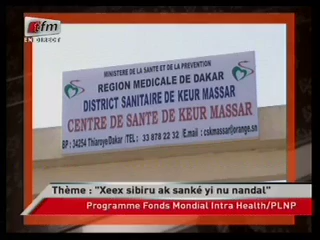 tfm
EN DIRECT
MINISTERE DE LA SANTE ET DE LA PREVENTION
REGION MEDICALE DE DAKAR
DISTRICT SANITAIRE DE KEUR MASSAR
CENTRE DE SANTE DE KEUR MASSAR
BP : 34254 Thiaroye/Dakar / TEL : 33 878 22 32 / E.mail : cskmassar@orange.sn
Thème : "Xeex sibiru ak sanké yi nu nandal"
Programme Fonds Mondial Intra Health/PLNP